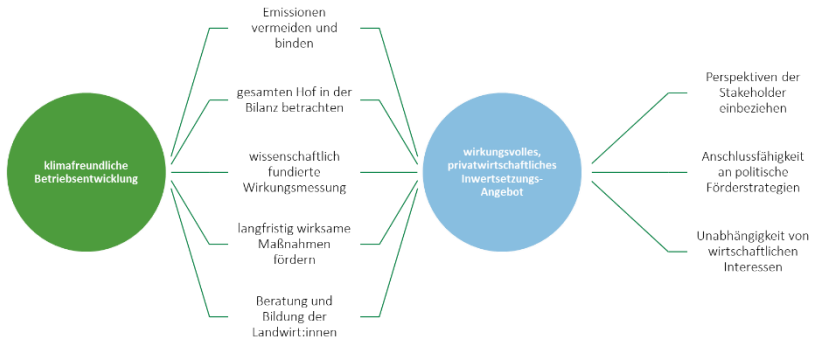 klimafreundliche
Betriebsentwicklung
Emissionen
vermeiden und
binden
gesamten Hof in der
Bilanz betrachten
wissenschaftlich
fundierte
Wirkungsmessung
langfristig wirksame
Maßnahmen
fördern
Beratung und
Bildung der
Landwirt:innen
wirkungsvolles,
privatwirtschaftliches
Inwertsetzungs-
Angebot
Perspektiven der
Stakeholder
einbeziehen
Anschlussfähigkeit
an politische
Förderstrategien
Unabhängigkeit von
wirtschaftlichen
Interessen